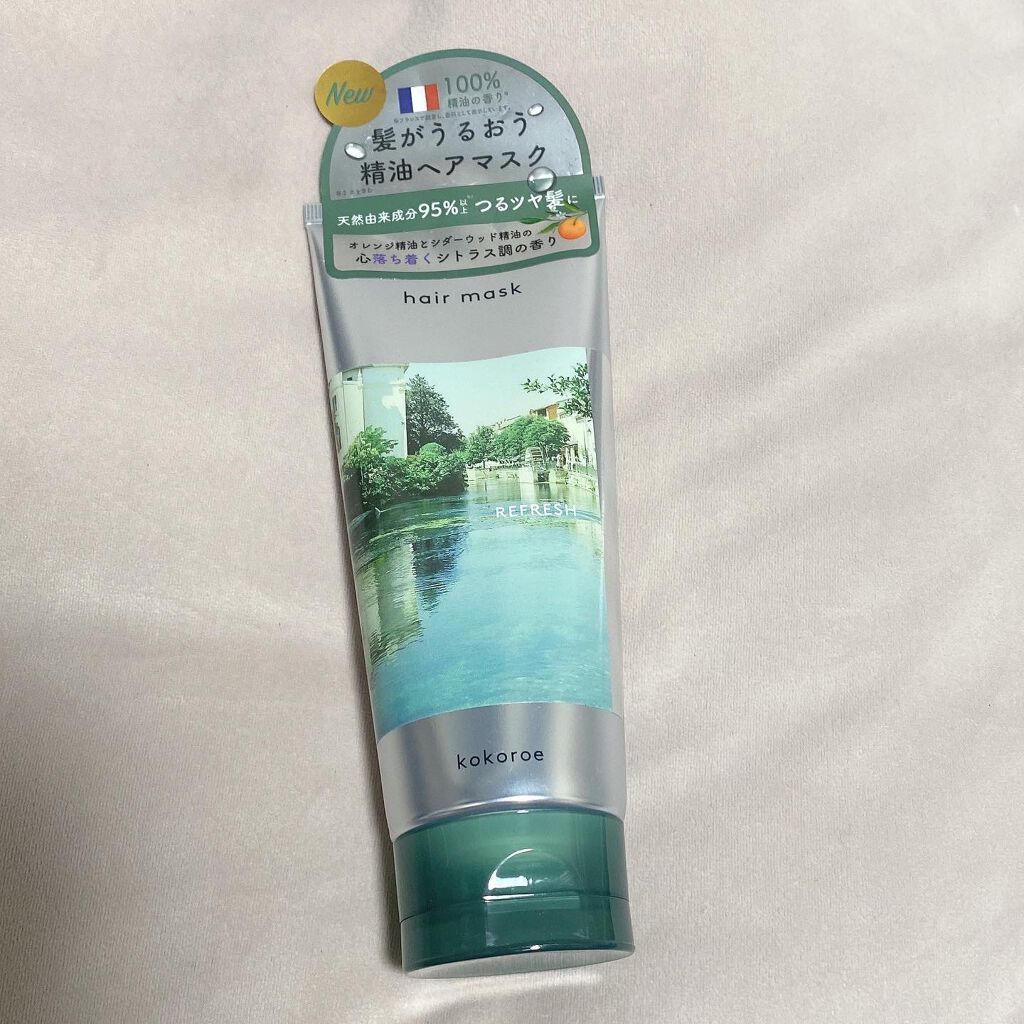 New
100%
精油の香り
髪がうるおう
精油ヘアマスク
天然由来成分95%以上 つるツヤ髪に
オレンジ精油とシダーウッド精油の
心落ち着くシトラス調の香り
hair mask
REFRESH
kokoroe